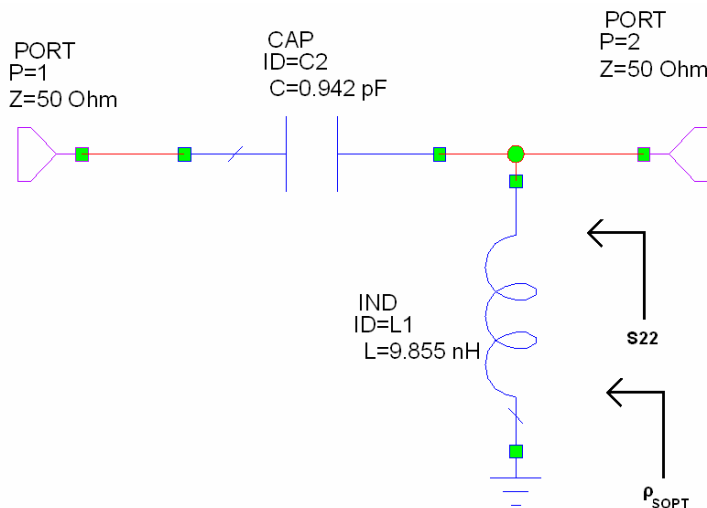 PORT
P=1
Z=50 Ohm
CAP
ID=C2
C=0.942 pF
PORT
P=2
Z=50 Ohm
IND
ID=L1
L=9.855 nH
S22
ρSOPT